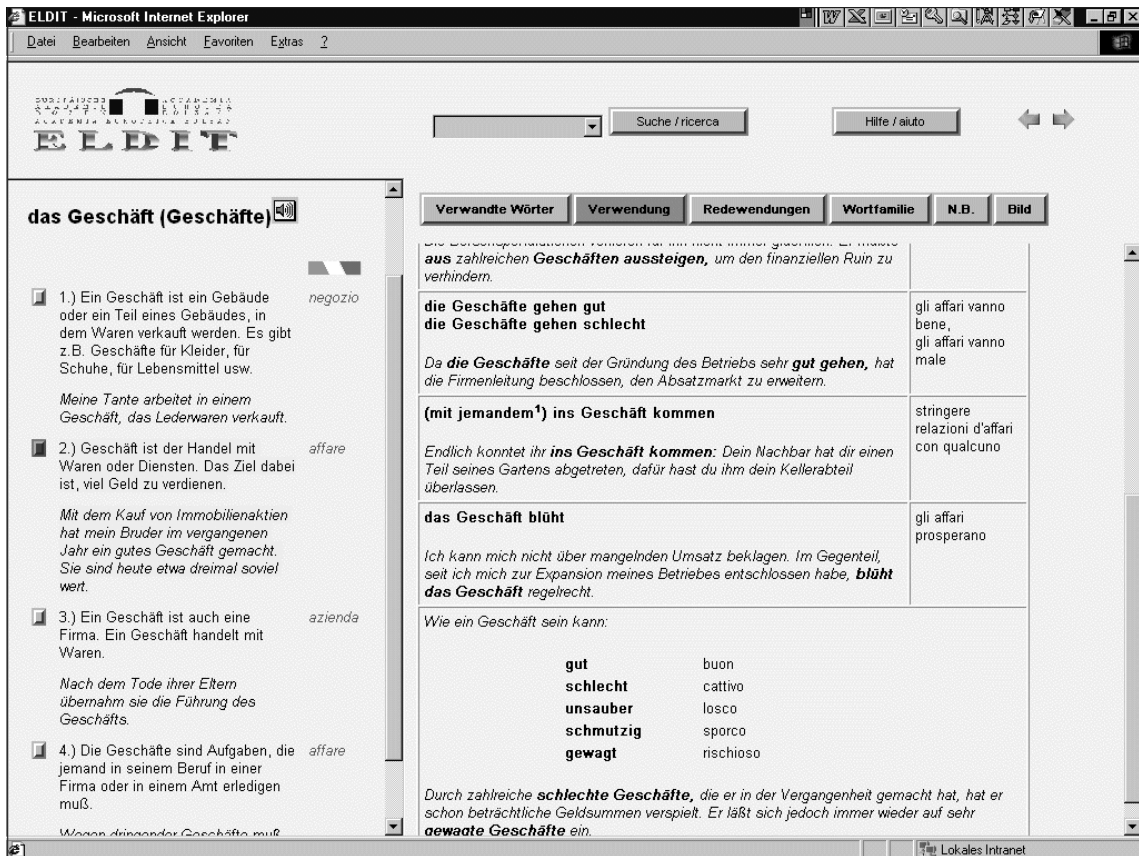 ELDIT - Microsoft Internet Explorer
Datei Bearbeiten Ansicht Favoriten Extras ?
ELDIT
Suche / ricerca
Hilfe / aiuto
das Geschäft (Geschäfte)
1.) Ein Geschäft ist ein Gebäude negozio
oder ein Teil eines Gebäudes, in
dem Waren verkauft werden. Es gibt
z.B. Geschäfte für Kleider, für
Schuhe, für Lebensmittel usw.
Meine Tante arbeitet in einem
Geschäft, das Lederwaren verkauft.
2.) Geschäft ist der Handel mit affare
Waren oder Diensten. Das Ziel dabei
ist, viel Geld zu verdienen.
Mit dem Kauf von Immobilienaktien
hat mein Bruder im vergangenen
Jahr ein gutes Geschäft gemacht.
Sie sind heute etwa dreimal soviel
wert.
3.) Ein Geschäft ist auch eine azienda
Firma. Ein Geschäft handelt mit
Waren.
Nach dem Tode ihrer Eltern
übernahm sie die Führung des
Geschäfts.
4.) Die Geschäfte sind Aufgaben, die affare
jemand in seinem Beruf in einer
Firma oder in einem Amt erledigen
muß.
Wegen dringender Geschäfte muß
Verwandte Wörter Verwendung Redewendungen Wortfamilie N.B. Bild
aus zahlreichen Geschäften aussteigen, um den finanziellen Ruin zu
verhindern.
die Geschäfte gehen gut
die Geschäfte gehen schlecht
Da die Geschäfte seit der Gründung des Betriebs sehr gut gehen, hat
die Firmenleitung beschlossen, den Absatzmarkt zu erweitern.
gli affari vanno
bene,
gli affari vanno
male
(mit jemandem¹) ins Geschäft kommen
Endlich konntet ihr ins Geschäft kommen: Dein Nachbar hat dir einen
Teil seines Gartens abgetreten, dafür hast du ihm dein Kellerabteil
überlassen.
stringere
relazioni d'affari
con qualcuno
das Geschäft blüht
Ich kann mich nicht über mangelnden Umsatz beklagen. Im Gegenteil,
seit ich mich zur Expansion meines Betriebes entschlossen habe, blüht
das Geschäft regelrecht.
gli affari
prosperano
Wie ein Geschäft sein kann:
gut buon
schlecht cattivo
unsauber losco
schmutzig sporco
gewagt rischioso
Durch zahlreiche schlechte Geschäfte, die er in der Vergangenheit gemacht hat, hat er
schon beträchtliche Geldsummen verspielt. Er läßt sich jedoch immer wieder auf sehr
gewagte Geschäfte ein.
Lokales Intranet